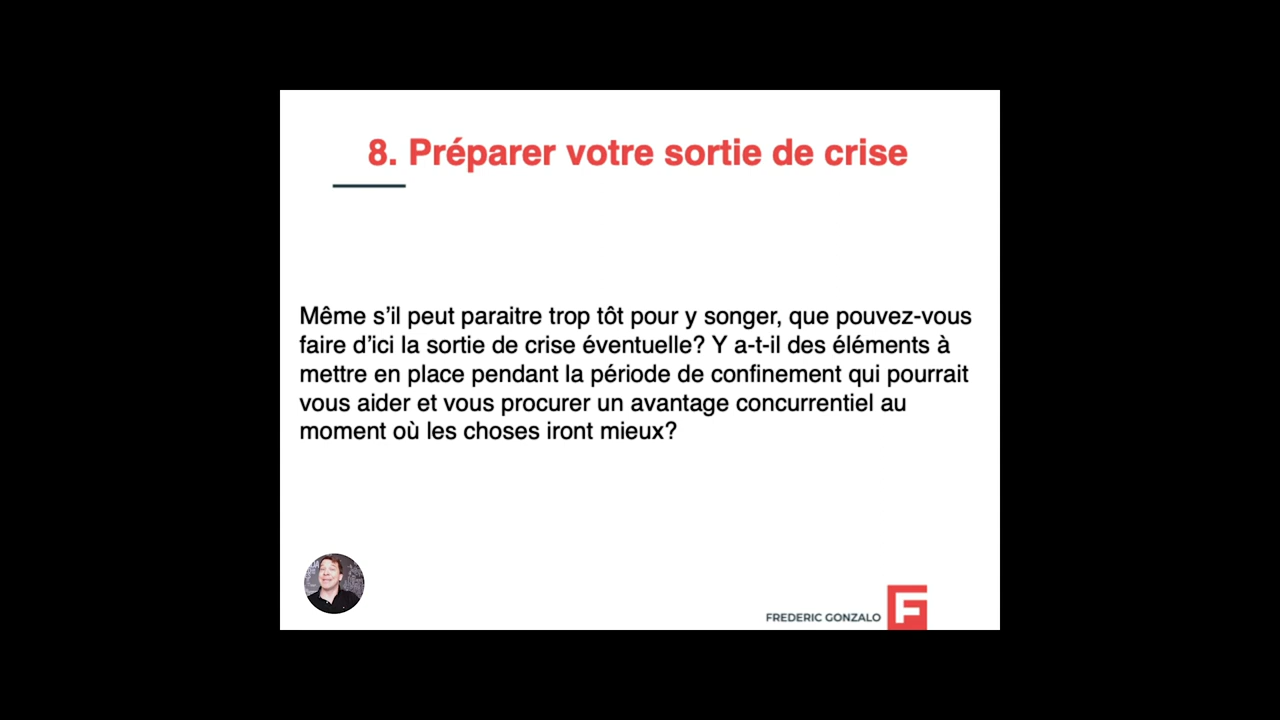 8. Préparer votre sortie de crise
Même s’il peut paraitre trop tôt pour y songer, que pouvez-vous
faire d’ici la sortie de crise éventuelle? Y a-t-il des éléments à
mettre en place pendant la période de confinement qui pourrait
vous aider et vous procurer un avantage concurrentiel au
moment où les choses iront mieux?
FREDERIC GONZALO F